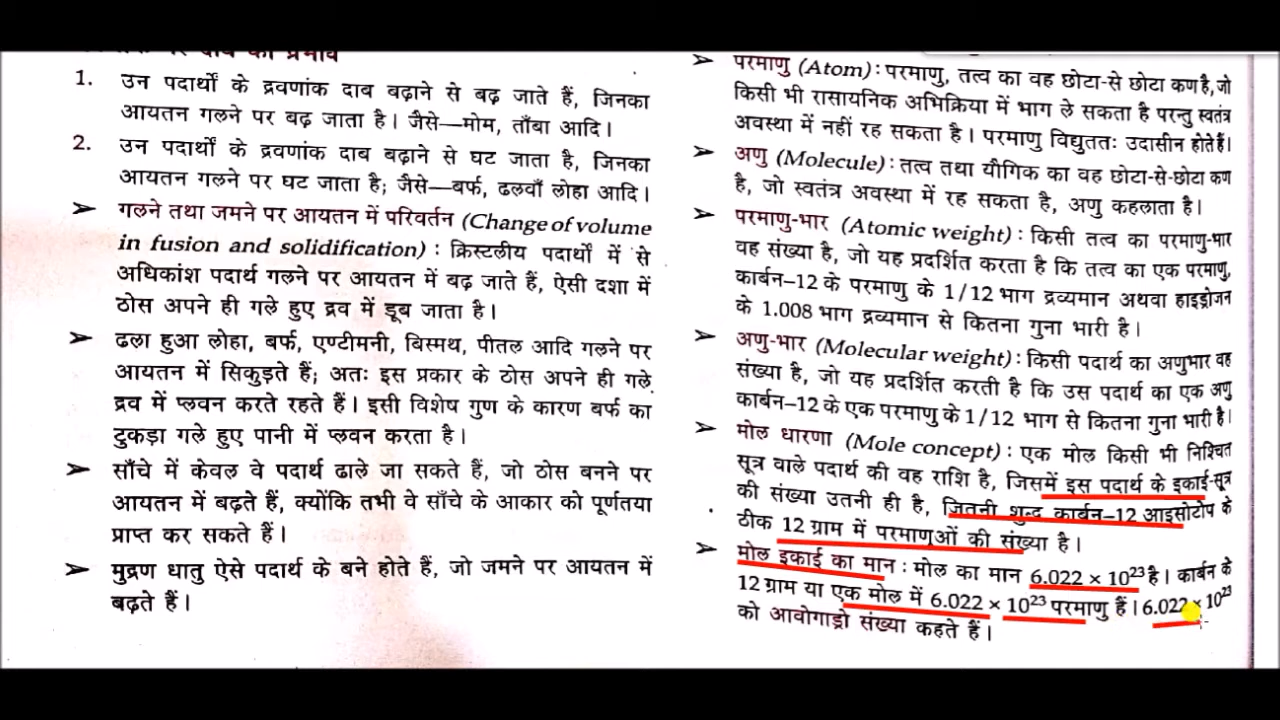 पर दाब का प्रभाव
1. उन पदार्थों के द्रवणांक दाब बढ़ाने से बढ़ जाते हैं, जिनका
आयतन गलने पर बढ़ जाता है। जैसे—मोम, ताँबा आदि।
2. उन पदार्थों के द्रवणांक दाब बढ़ाने से घट जाता है, जिनका
आयतन गलने पर घट जाता है; जैसे—बर्फ, ढलवाँ लोहा आदि।
➤ गलने तथा जमने पर आयतन में परिवर्तन (Change of volume
in fusion and solidification) : क्रिस्टलीय पदार्थों में से
अधिकांश पदार्थ गलने पर आयतन में बढ़ जाते हैं, ऐसी दशा में
ठोस अपने ही गले हुए द्रव में डूब जाता है।
➤ ढला हुआ लोहा, बर्फ, एण्टीमनी, विस्मथ, पीतल आदि गलने पर
आयतन में सिकुड़ते हैं; अतः इस प्रकार के ठोस अपने ही गले
द्रव में प्लवन करते रहते हैं। इसी विशेष गुण के कारण बर्फ का
टुकड़ा गले हुए पानी में प्लवन करता है।
➤ साँचे में केवल वे पदार्थ ढाले जा सकते हैं, जो ठोस बनने पर
आयतन में बढ़ते हैं, क्योंकि तभी वे साँचे के आकार को पूर्णतया
प्राप्त कर सकते हैं।
➤ मुद्रण धातु ऐसे पदार्थ के बने होते हैं, जो जमने पर आयतन में
बढ़ते हैं।
➤ परमाणु (Atom) : परमाणु, तत्व का वह छोटा-से छोटा कण है, जो
किसी भी रासायनिक अभिक्रिया में भाग ले सकता है परन्तु स्वतंत्र
अवस्था में नहीं रह सकता है। परमाणु विद्युततः उदासीन होते हैं।
➤ अणु (Molecule) : तत्व तथा यौगिक का वह छोटा-से-छोटा कण
है, जो स्वतंत्र अवस्था में रह सकता है, अणु कहलाता है।
➤ परमाणु-भार (Atomic weight) : किसी तत्व का परमाणु-भार
वह संख्या है, जो यह प्रदर्शित करता है कि तत्व का एक परमाणु,
कार्बन–12 के परमाणु के 1/12 भाग द्रव्यमान अथवा हाइड्रोजन
के 1.008 भाग द्रव्यमान से कितना गुना भारी है।
➤ अणु-भार (Molecular weight) : किसी पदार्थ का अणुभार वह
संख्या है, जो यह प्रदर्शित करती है कि उस पदार्थ का एक अणु
कार्बन–12 के एक परमाणु के 1/12 भाग से कितना गुना भारी है।
➤ मोल धारणा (Mole concept) : एक मोल किसी भी निश्चित
सूत्र वाले पदार्थ की वह राशि है, जिसमें इस पदार्थ के इकाई-सूत्र
की संख्या उतनी ही है, जितनी शुद्ध कार्बन–12 आइसोटोप के
ठीक 12 ग्राम में परमाणुओं की संख्या है।
➤ मोल इकाई का मान : मोल का मान 6.022 × 10²³ है। कार्बन के
12 ग्राम या एक मोल में 6.022 × 10²³ परमाणु हैं। 6.022 × 10²³
को आवोगाड्रो संख्या कहते हैं।